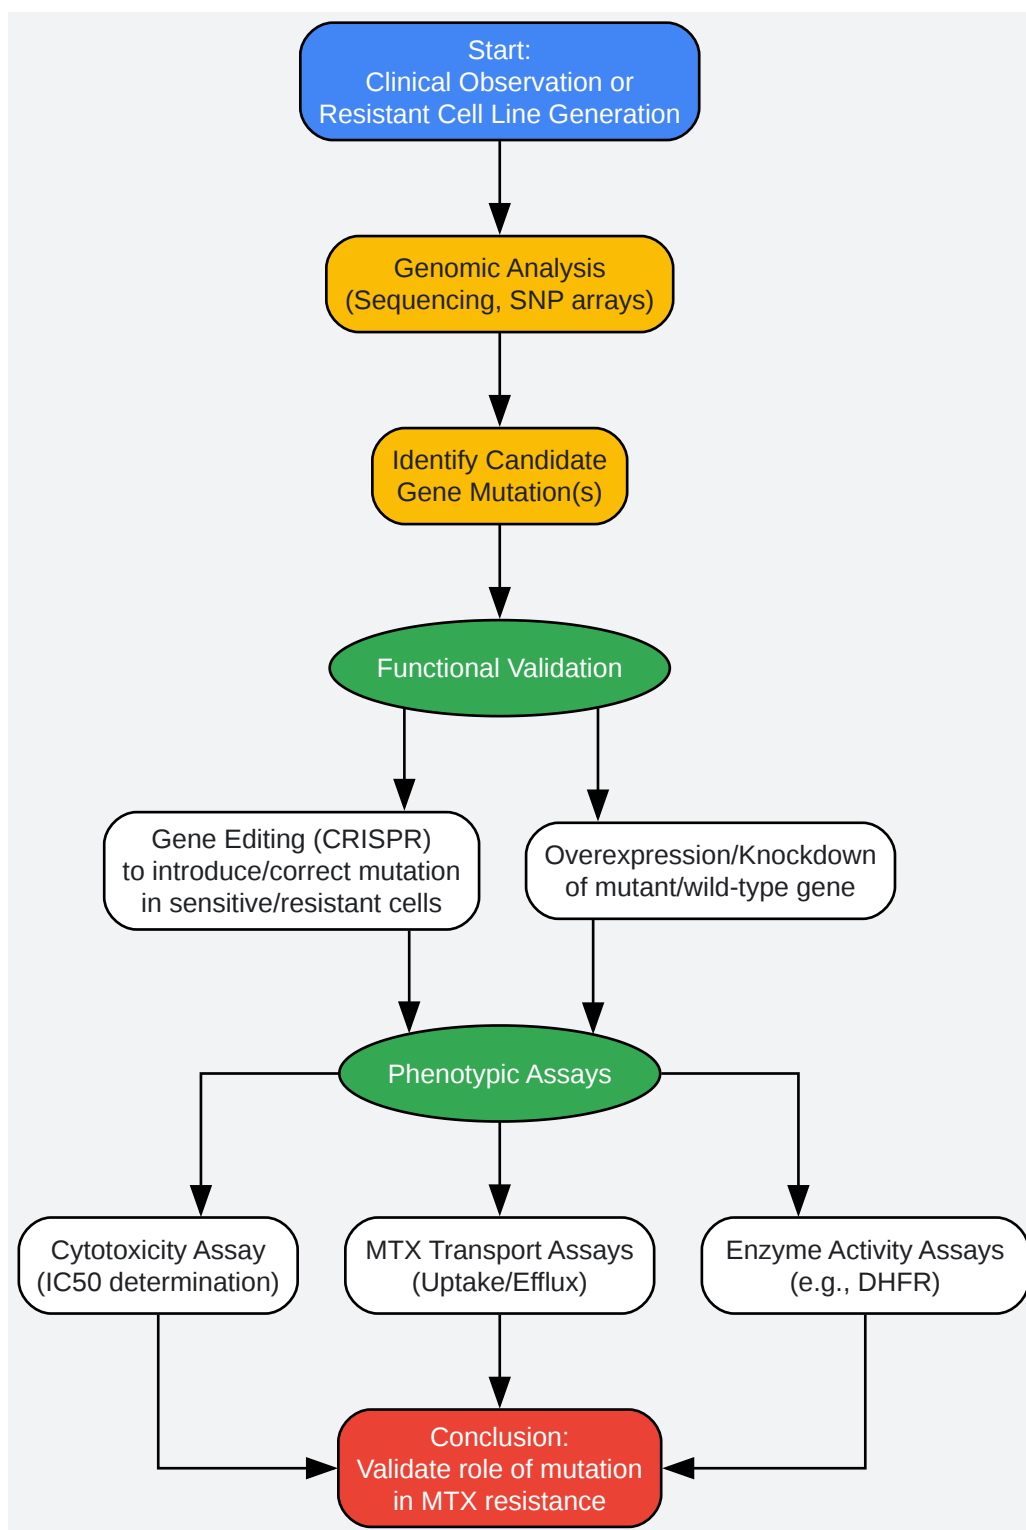 Start:
Clinical Observation or
Resistant Cell Line Generation
Genomic Analysis
(Sequencing, SNP arrays)
Identify Candidate
Gene Mutation(s)
Functional Validation
Gene Editing (CRISPR)
to introduce/correct mutation
in sensitive/resistant cells
Overexpression/Knockdown
of mutant/wild-type gene
Phenotypic Assays
Cytotoxicity Assay
(IC50 determination)
MTX Transport Assays
(Uptake/Efflux)
Enzyme Activity Assays
(e.g., DHFR)
Conclusion:
Validate role of mutation
in MTX resistance